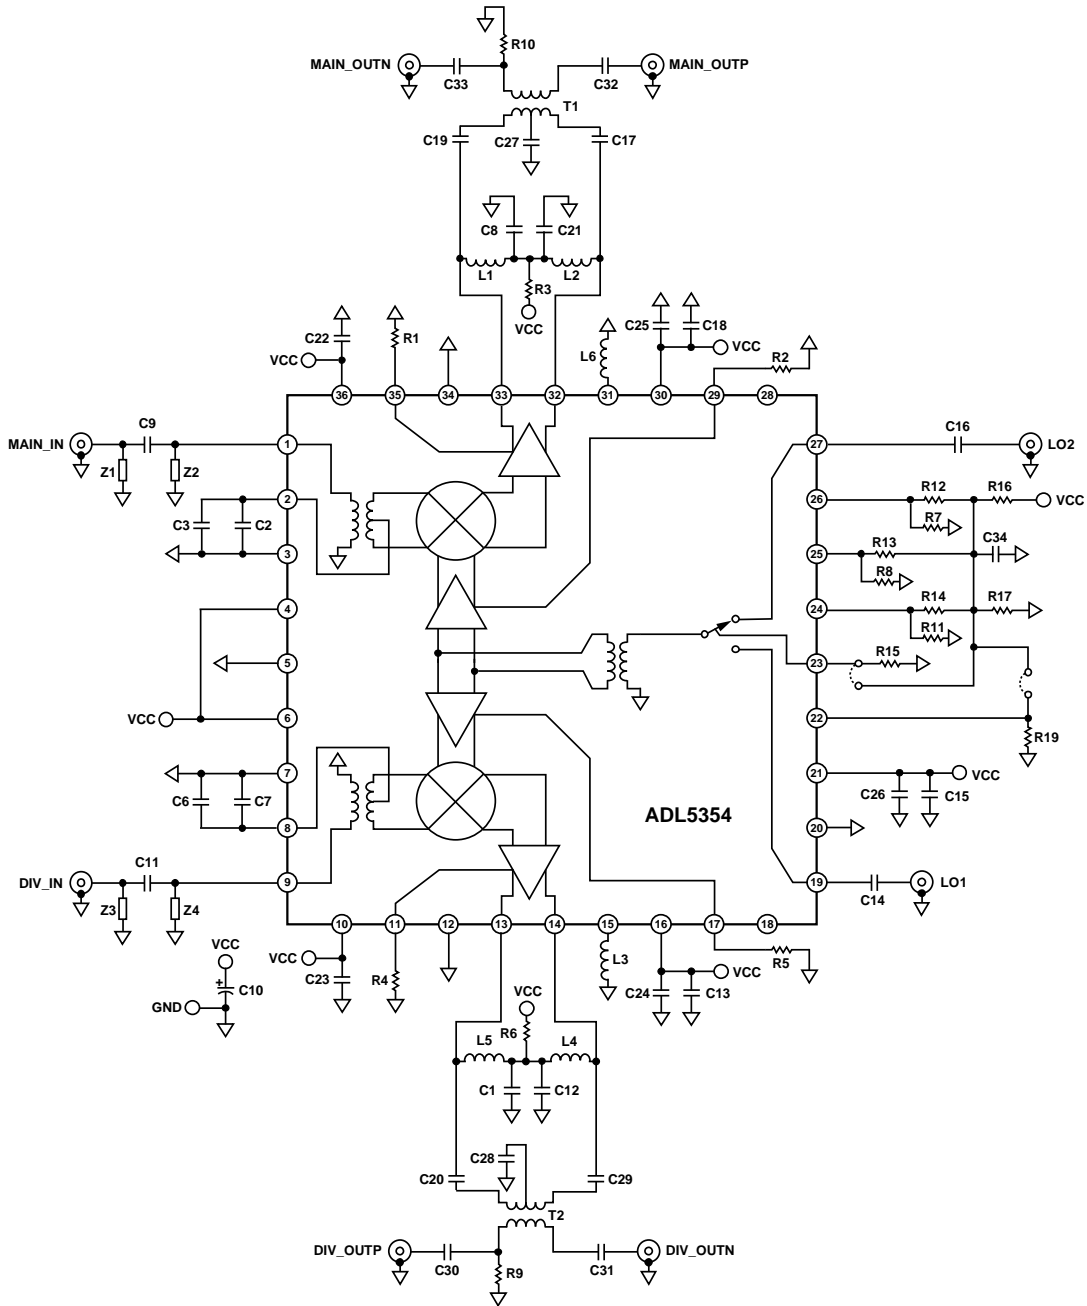 R10
MAIN_OUTN
MAIN_OUTP
C33
C32
T1
C19
C27
C17
C8
C21
L1
L2
R3
VCC
C22
R1
C25
C18
L6
VCC
VCC
R2
36
35
34
33
32
31
30
29
28
MAIN_IN
C9
1
27
C16
LO2
Z1
Z2
2
26
R12
R16
VCC
C3
C2
R7
3
25
R13
C34
R8
4
24
R14
R17
R11
5
23
R15
VCC
6
22
R19
7
21
VCC
C6
C7
C26
C15
8
ADL5354
20
DIV_IN
C11
9
19
C14
LO1
Z3
Z4
10
11
12
13
14
15
16
17
18
VCC
VCC
C23
R4
L3
VCC
R5
C10
C24
C13
GND
VCC
R6
L5
L4
C1
C12
C28
C20
C29
T2
DIV_OUTP
DIV_OUTN
C30
R9
C31
+